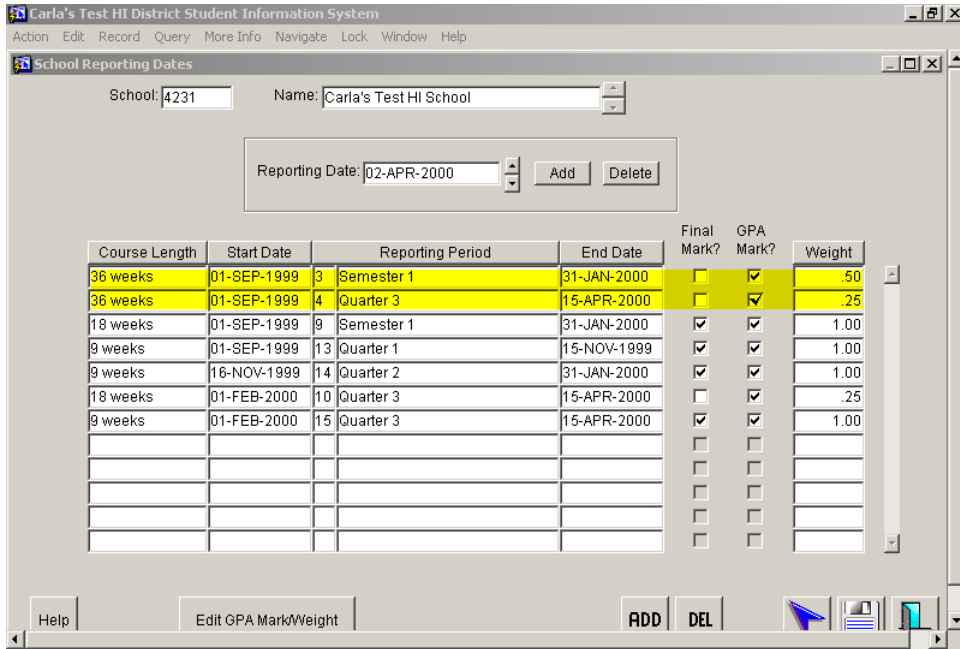 Carla's Test HI District Student Information System
Action Edit Record Query More Info Navigate Lock Window Help
School Reporting Dates
School: 4231 Name: Carla's Test HI School
Reporting Date: 02-APR-2000 Add Delete
Final GPA
Course Length Start Date Reporting Period End Date Mark? Mark? Weight
36 weeks 01-SEP-1999 3 Semester 1 31-JAN-2000 .50
36 weeks 01-SEP-1999 4 Quarter 3 15-APR-2000 .25
18 weeks 01-SEP-1999 9 Semester 1 31-JAN-2000 1.00
9 weeks 01-SEP-1999 13 Quarter 1 15-NOV-1999 1.00
9 weeks 16-NOV-1999 14 Quarter 2 31-JAN-2000 1.00
18 weeks 01-FEB-2000 10 Quarter 3 15-APR-2000 .25
9 weeks 01-FEB-2000 15 Quarter 3 15-APR-2000 1.00
Help Edit GPA Mark/Weight ADD DEL